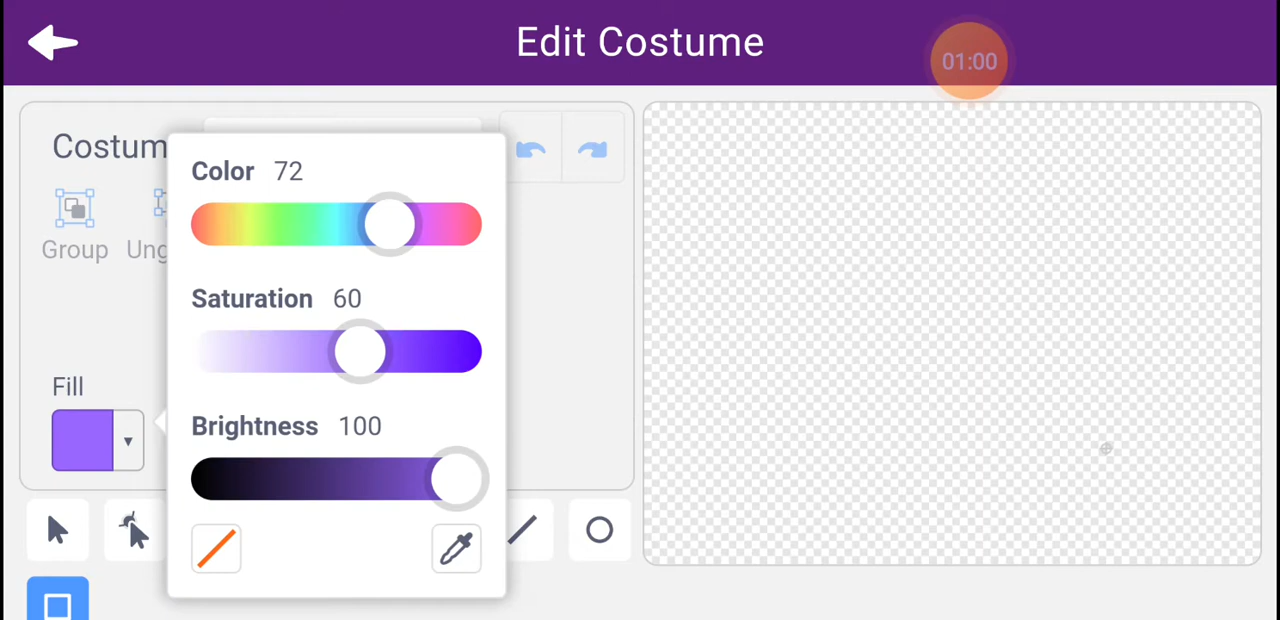 Edit Costume
01:00
Costum
Group Ung
Color 72
Saturation 60
Fill
Brightness 100